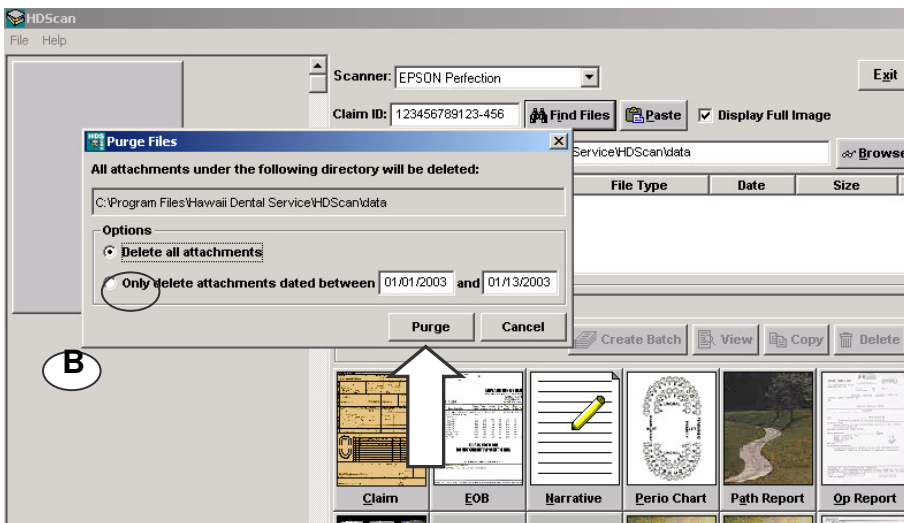 HDScan
File Help
Scanner: EPSON Perfection Exit
Claim ID: 123456789123-456 Find Files Paste Display Full Image
HDS Purge Files
Service\HDScan\data Browse
All attachments under the following directory will be deleted:
File Type Date Size
C:\Program Files\Hawaii Dental Service\HDScan\data
Options
Delete all attachments
Only delete attachments dated between 01/01/2003 and 01/13/2003
Purge Cancel
Create Batch View Copy Delete
B
Claim EOB Narrative Perio Chart Path Report Op Report